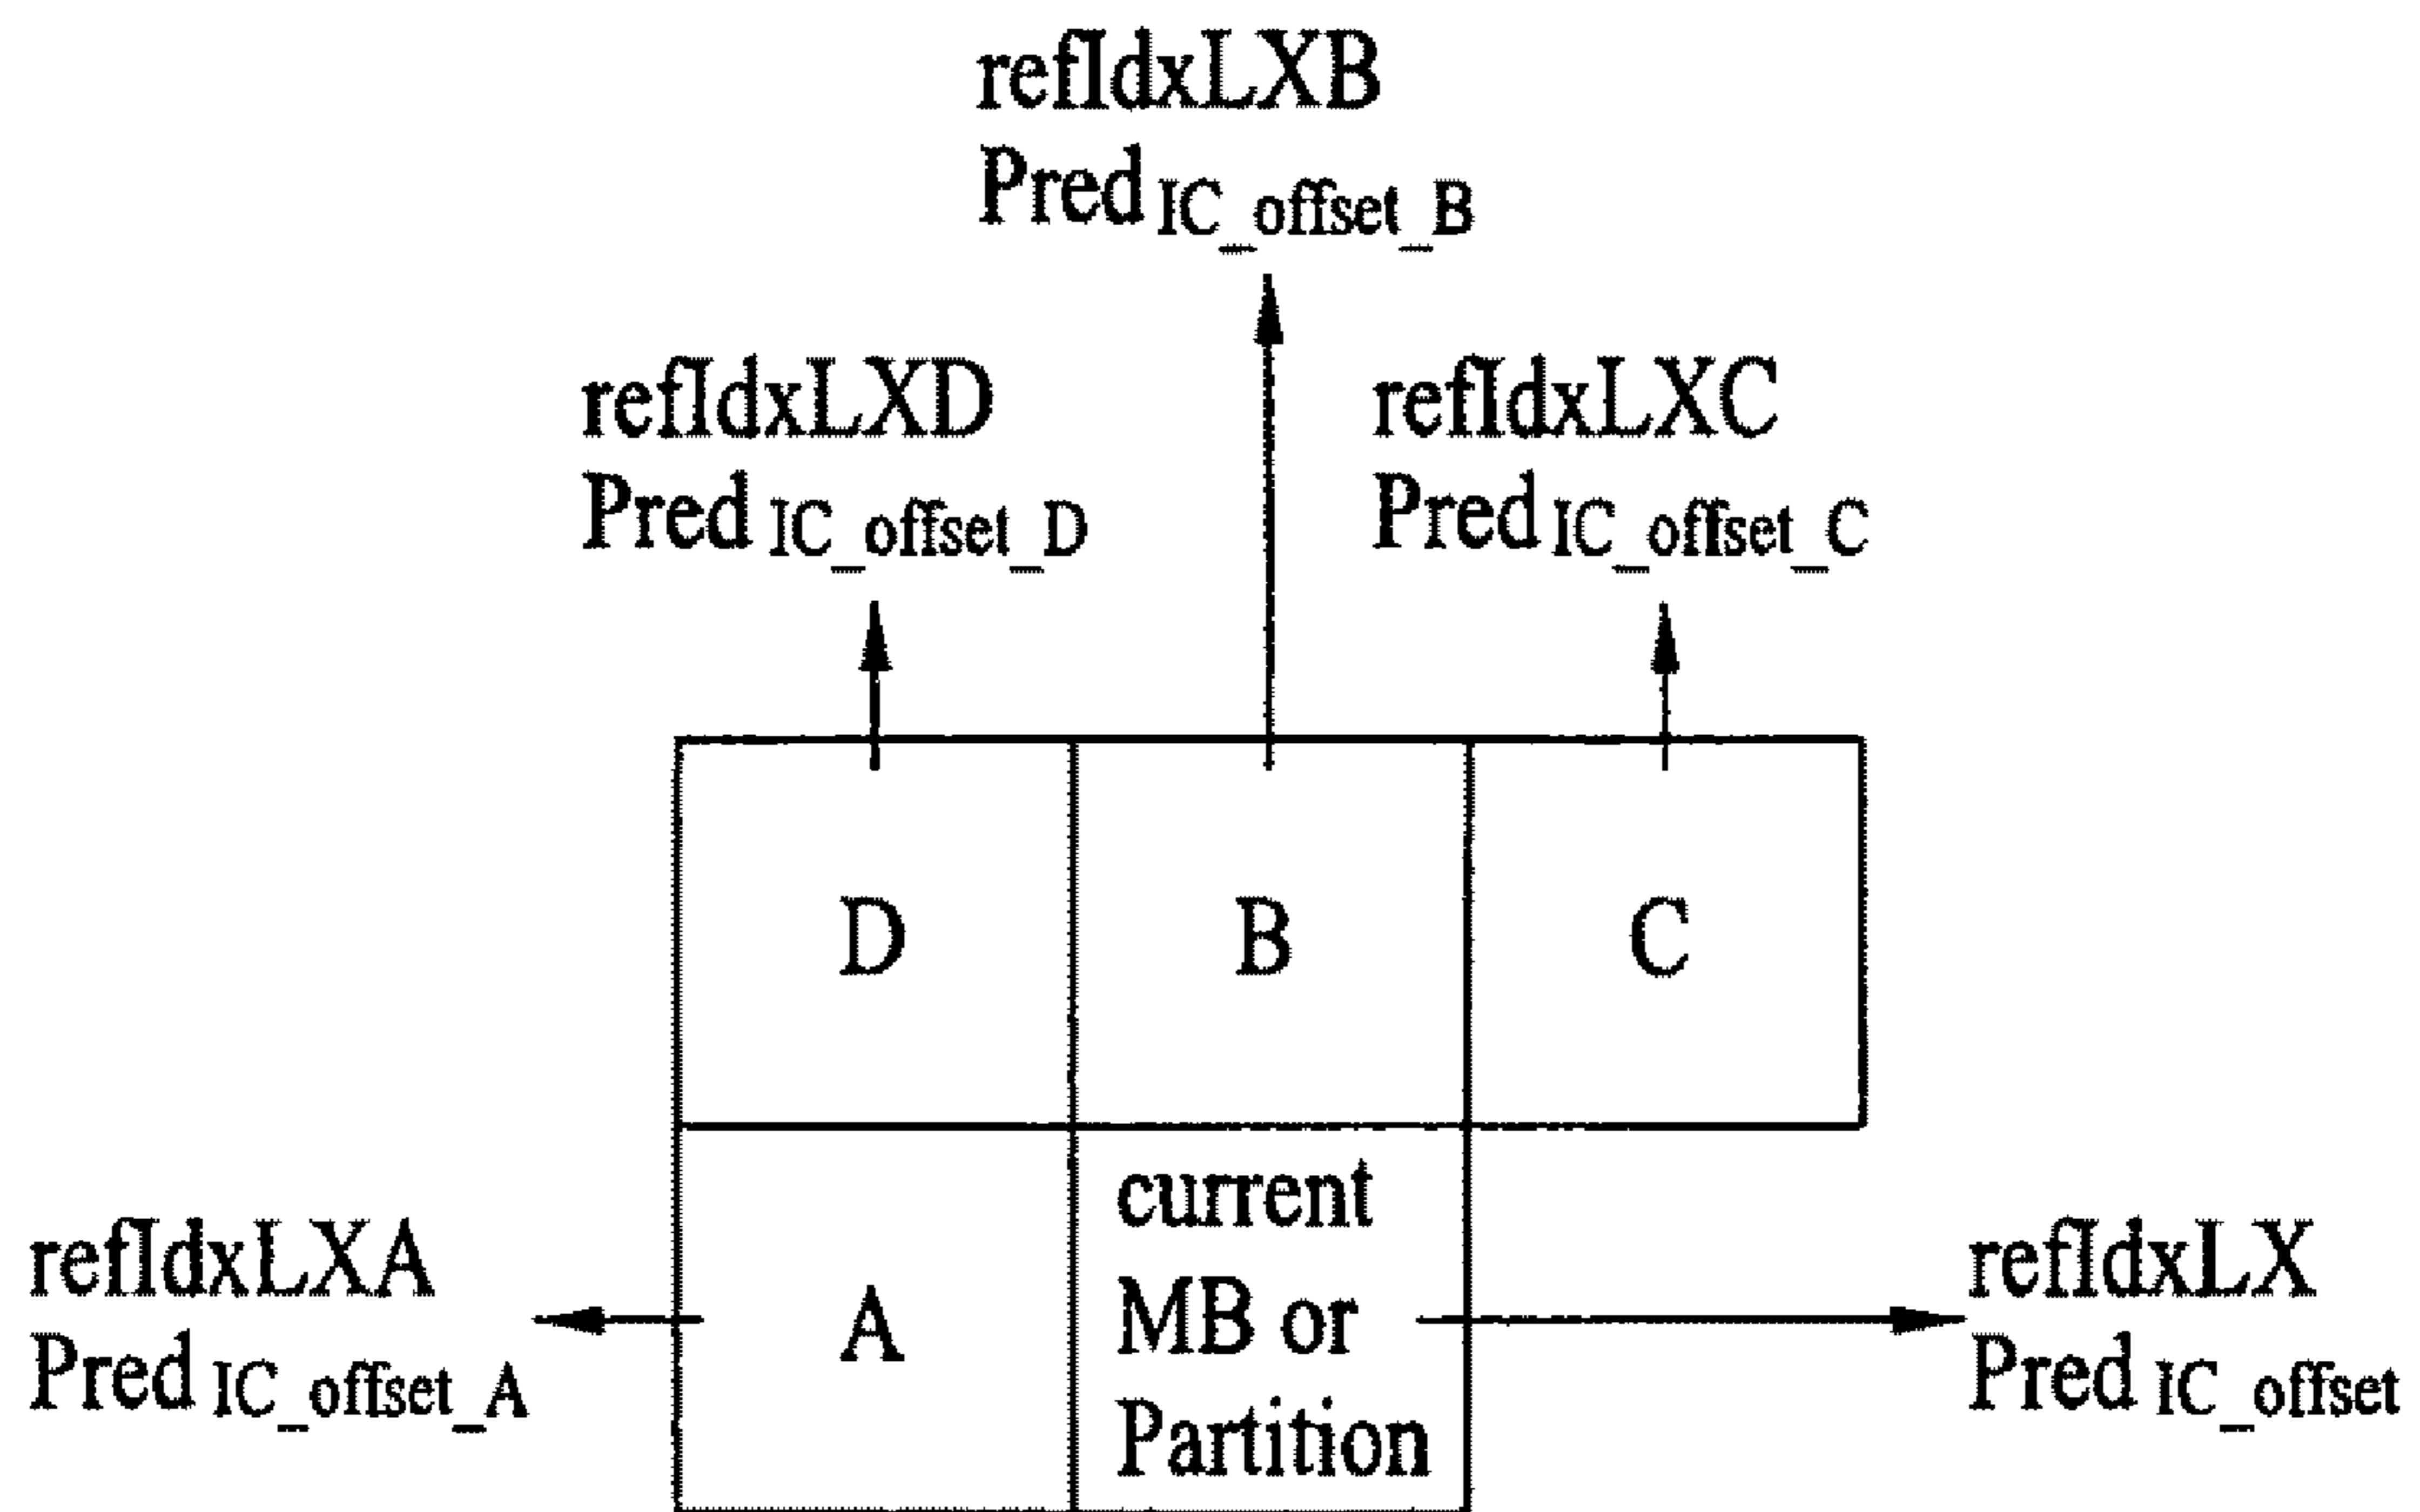 refIdxLXB
Pred IC_offset_B
refIdxLXD
Pred IC_offset_D
refIdxLXC
Pred IC_offset_C
D
B
C
refIdxLXA
Pred IC_offset_A
A
current
MB or
Partition
refIdxLX
Pred IC_offset